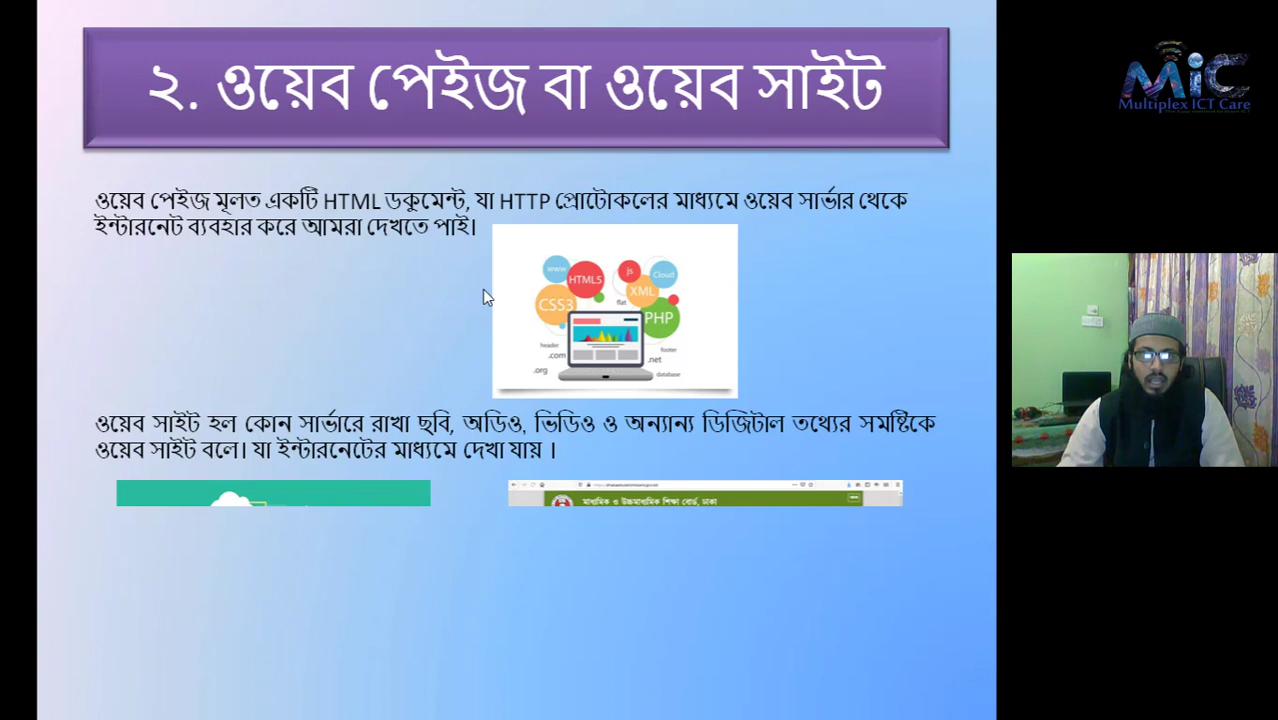 ২. ওয়েব পেইজ বা ওয়েব সাইট
MiC
Multiplex ICT Care
ওয়েব পেইজ মূলত একটি HTML ডকুমেন্ট, যা HTTP প্রোটোকলের মাধ্যমে ওয়েব সার্ভার থেকে
ইন্টারনেট ব্যবহার করে আমরা দেখতে পাই।
www
HTML5
js
Cloud
CSS3
XML
flat
PHP
header
footer
.com
.net
.org
database
ওয়েব সাইট হল কোন সার্ভারে রাখা ছবি, অডিও, ভিডিও ও অন্যান্য ডিজিটাল তথ্যের সমষ্টিকে
ওয়েব সাইট বলে। যা ইন্টারনেটের মাধ্যমে দেখা যায় ।
মাধ্যমিক ও উচ্চমাধ্যমিক শিক্ষা বোর্ড, ঢাকা